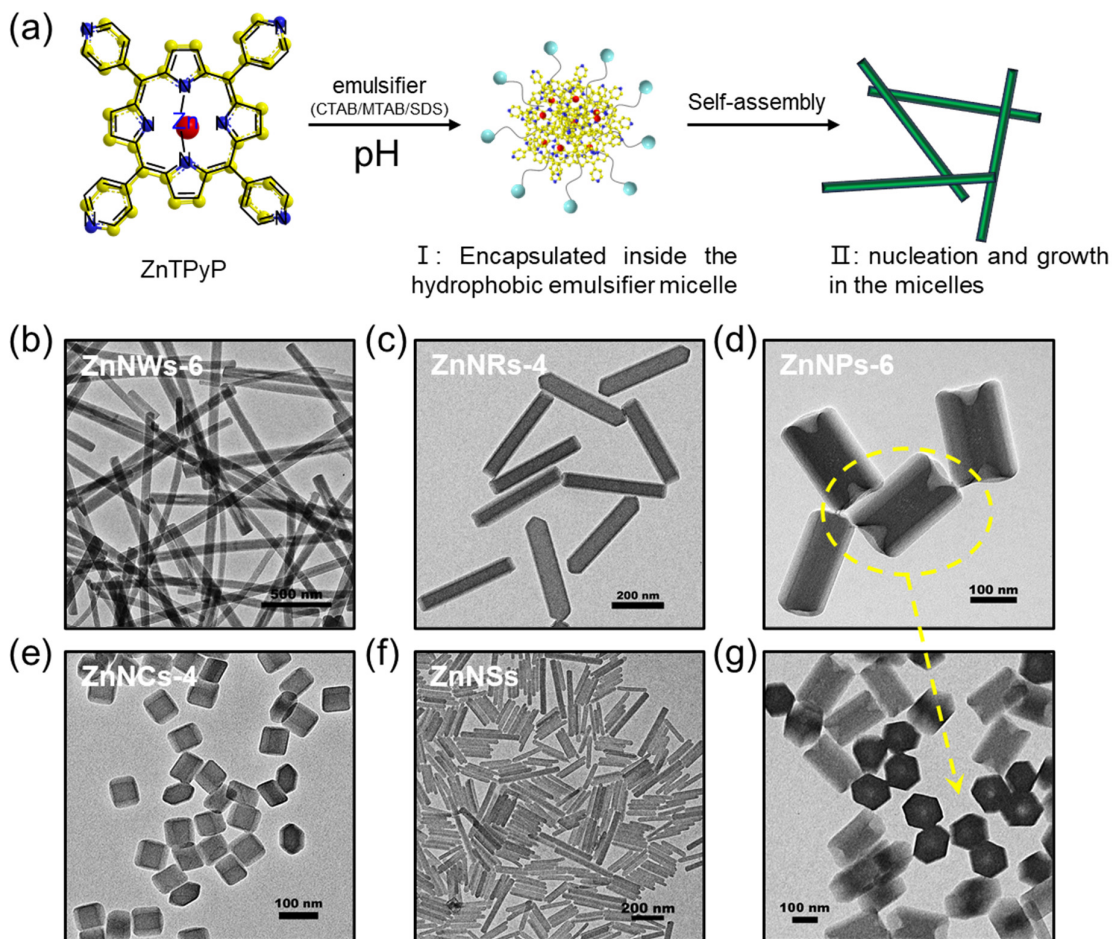 (a)
N
N
N
N Zn N
N
N
N
ZnTPyP
emulsifier
(CTAB/MTAB/SDS)
pH
Self-assembly
Ⅰ: Encapsulated inside the
hydrophobic emulsifier micelle
Ⅱ: nucleation and growth
in the micelles
(b)
ZnNWs-6
500 nm
(c)
ZnNRs-4
200 nm
(d)
ZnNPs-6
100 nm
(e)
ZnNCs-4
100 nm
(f)
ZnNSs
200 nm
(g)
100 nm